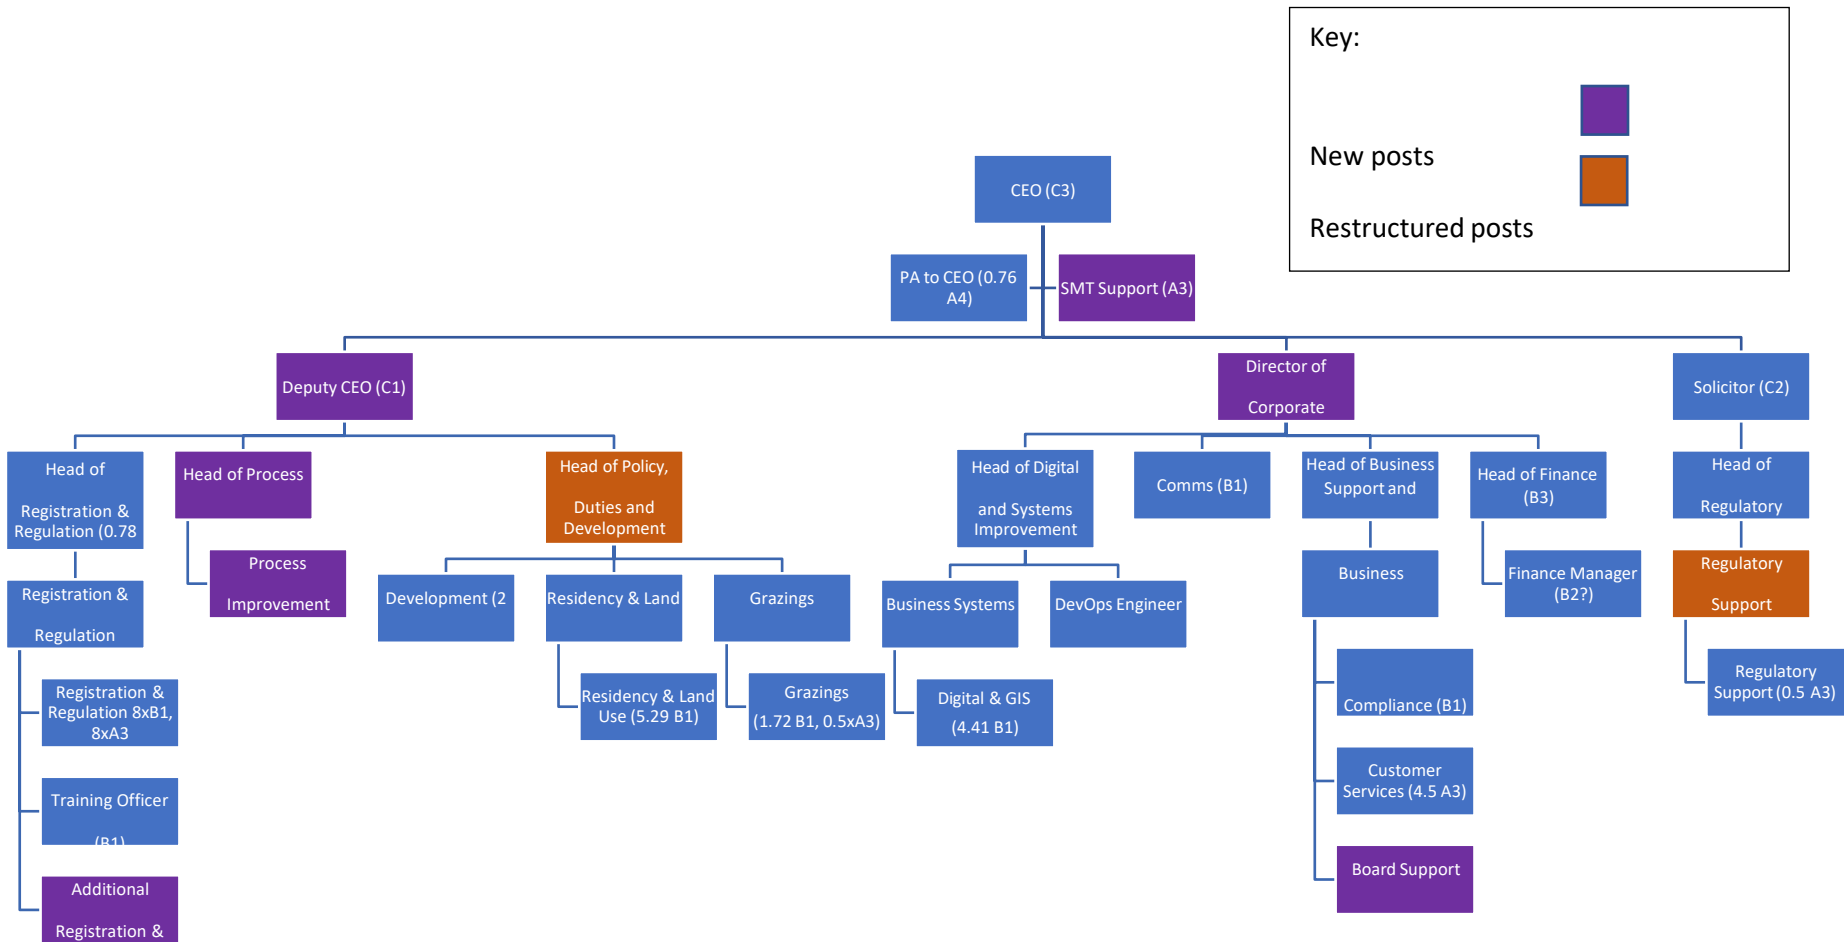 Key:
New posts
Restructured posts
CEO (C3)
PA to CEO (0.76
A4)
SMT Support (A3)
Deputy CEO (C1)
Director of
Corporate
Solicitor (C2)
Head of
Registration &
Regulation (0.78
Head of Process
Head of Policy,
Duties and
Development
Head of Digital
and Systems
Improvement
Comms (B1)
Head of Business
Support and
Head of Finance
(B3)
Head of
Regulatory
Registration &
Regulation
Process
Improvement
Development (2
Residency & Land
Grazings
Business Systems
DevOps Engineer
Business
Finance Manager
(B2?)
Regulatory
Support
Registration &
Regulation 8xB1,
8xA3
Residency & Land
Use (5.29 B1)
Grazings
(1.72 B1, 0.5xA3)
Digital & GIS
(4.41 B1)
Compliance (B1)
Regulatory
Support (0.5 A3)
Training Officer
(B1)
Customer
Services (4.5 A3)
Additional
Registration &
Board Support